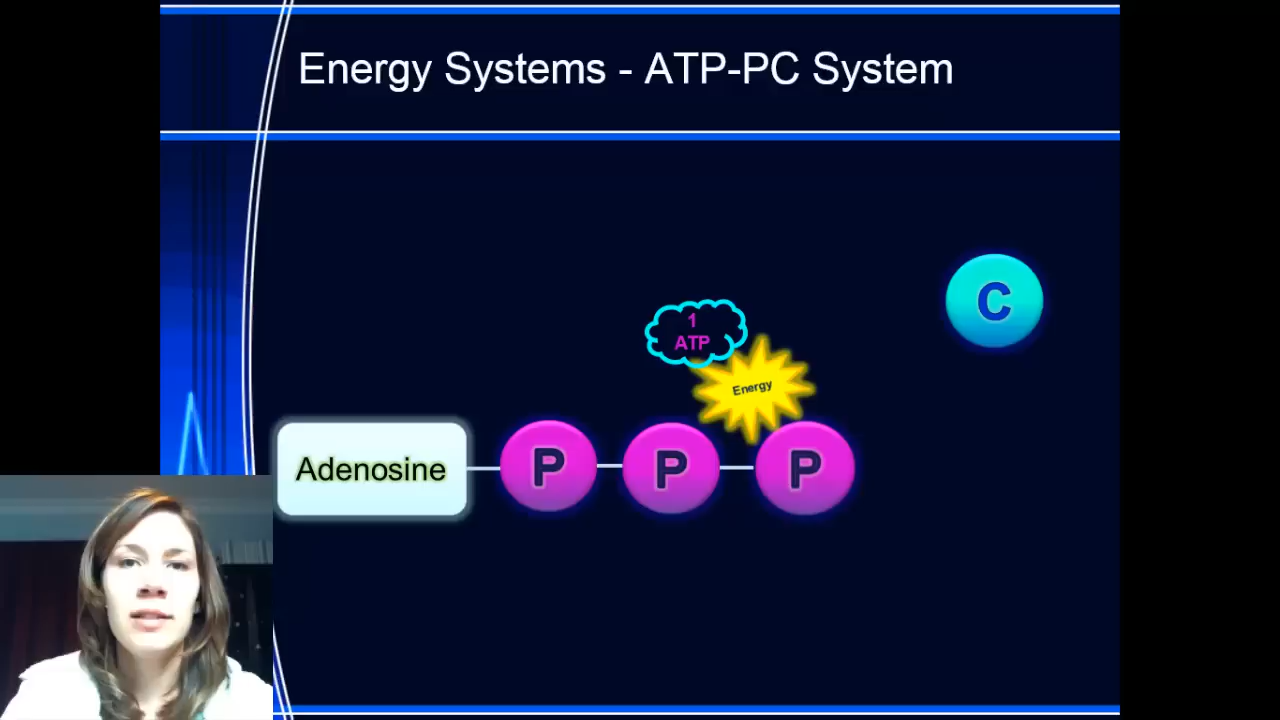 Energy Systems - ATP-PC System
C
1
ATP
Energy
Adenosine
P
P
P